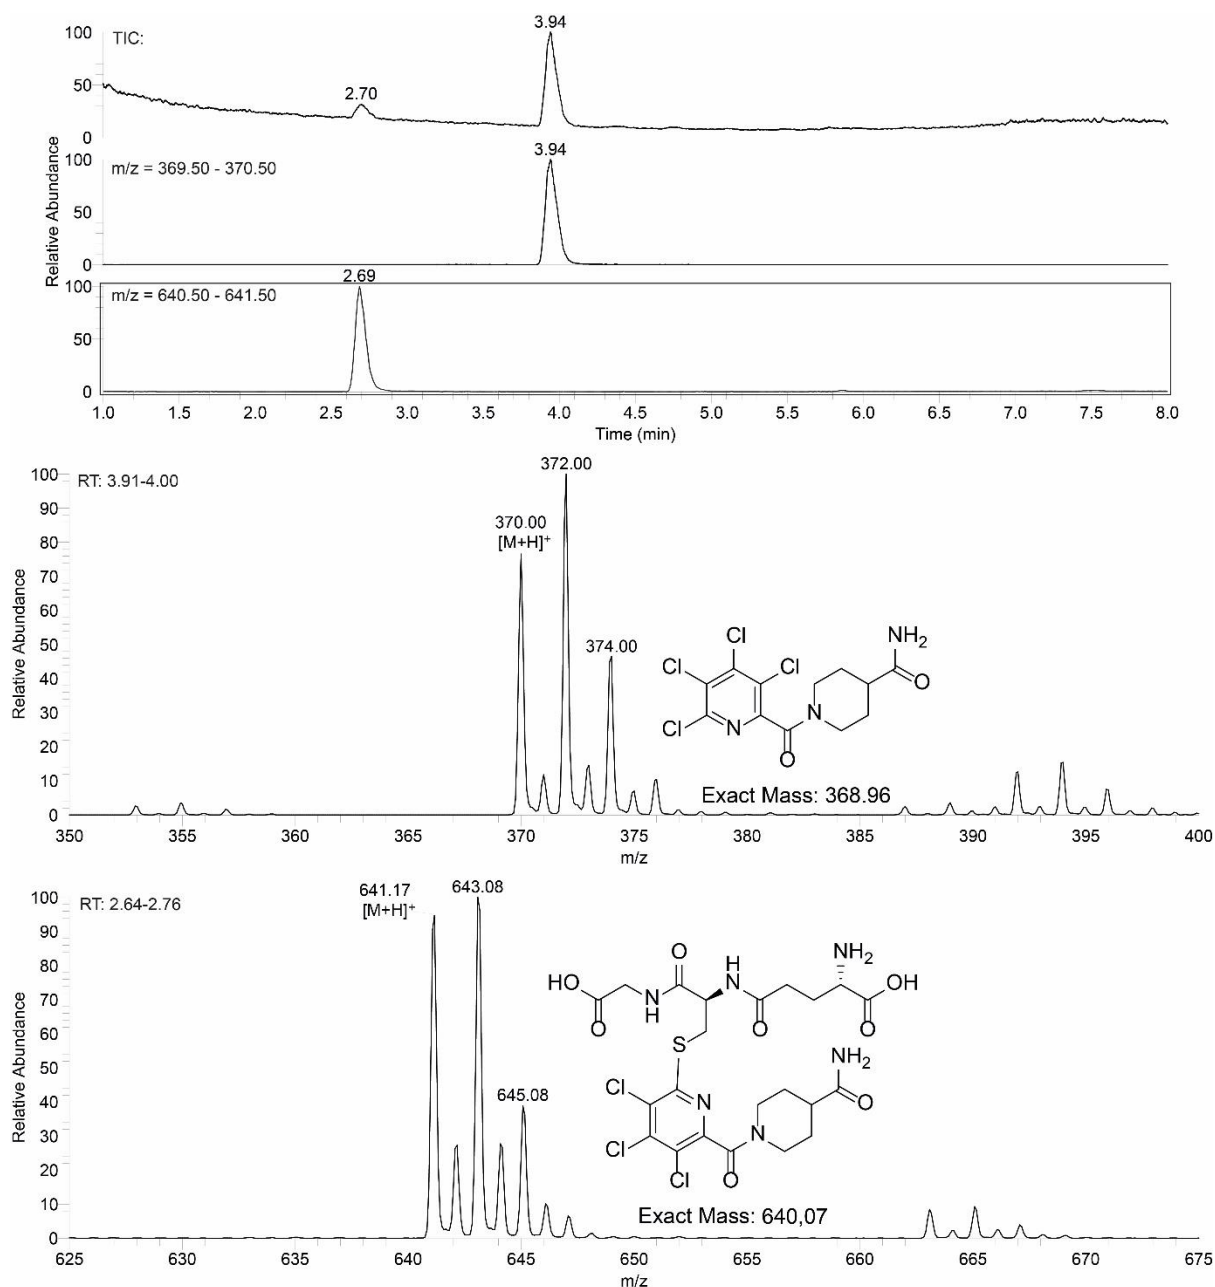 TIC:
100
50
0
2.70
3.94
m/z = 369.50 - 370.50
100
50
0
3.94
Relative Abundance
m/z = 640.50 - 641.50
100
50
0
2.69
1.0 1.5 2.0 2.5 3.0 3.5 4.0 4.5 5.0 5.5 6.0 6.5 7.0 7.5 8.0
Time (min)
RT: 3.91-4.00
372.00
370.00
[M+H]⁺
374.00
100
90
80
70
60
50
40
30
20
10
0
Relative Abundance
Cl
NH₂
Cl
Cl
O
Cl
N
N
O
Exact Mass: 368.96
350 355 360 365 370 375 380 385 390 395 400
m/z
RT: 2.64-2.76
641.17
[M+H]⁺
643.08
645.08
100
90
80
70
60
50
40
30
20
10
0
Relative Abundance
O
H
N
NH₂
HO
OH
O
N
H
O
O
S
NH₂
Cl
N
O
Cl
N
Cl
O
Exact Mass: 640,07
625 630 635 640 645 650 655 660 665 670 675
m/z